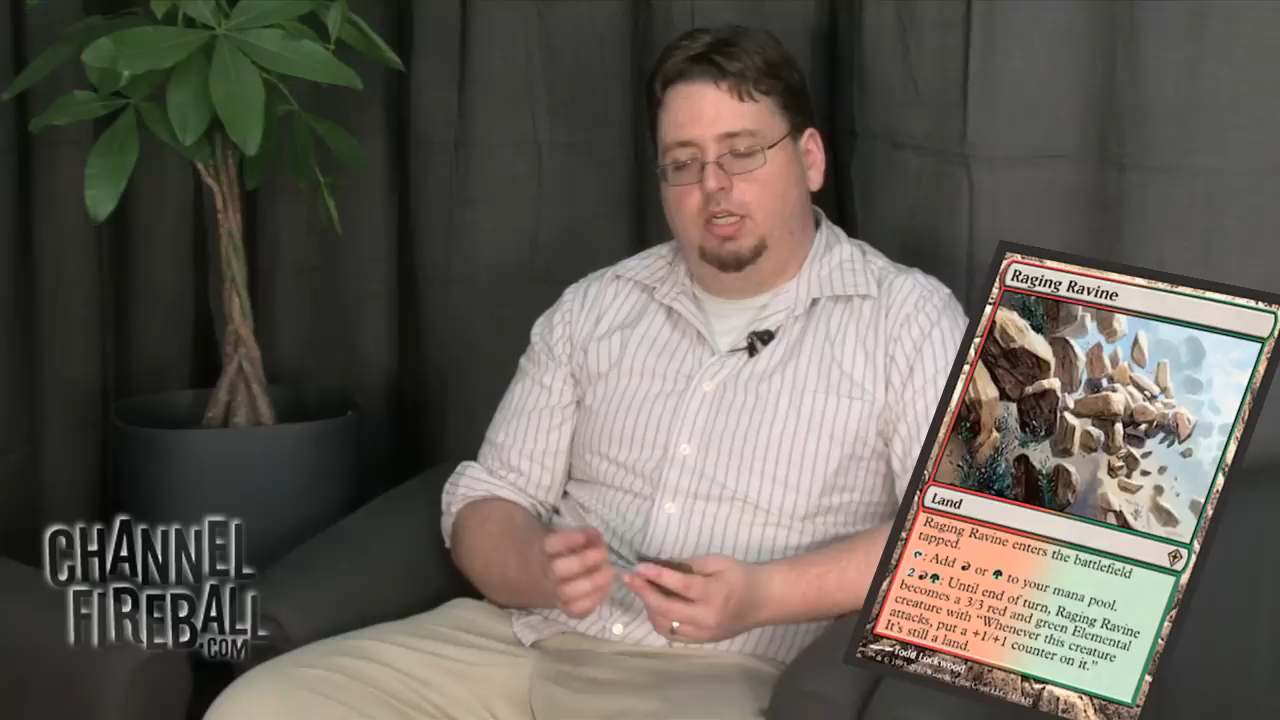 CHANNEL
FIREBALL
.COM
Raging Ravine
Land
Raging Ravine enters the battlefield
tapped.
: Add or to your mana pool.
2 : Until end of turn, Raging Ravine
becomes a 3/3 red and green Elemental
creature with “Whenever this creature
attacks, put a +1/+1 counter on it.”
It's still a land.
Todd Lockwood